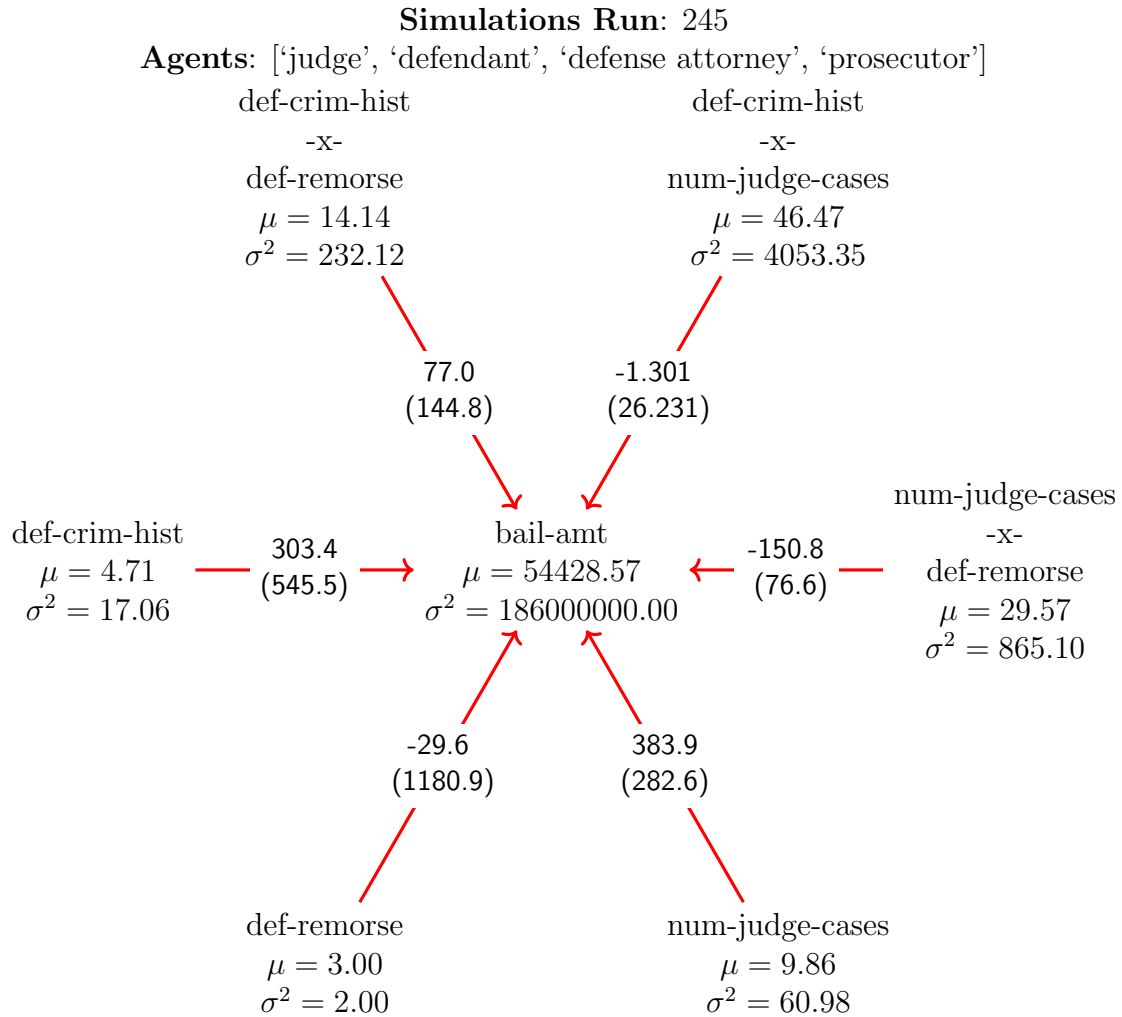 Simulations Run: 245
Agents: [‘judge’, ‘defendant’, ‘defense attorney’, ‘prosecutor’]
def-crim-hist
-x-
def-remorse
μ = 14.14
σ² = 232.12
def-crim-hist
-x-
num-judge-cases
μ = 46.47
σ² = 4053.35
77.0
(144.8)
-1.301
(26.231)
def-crim-hist
μ = 4.71
σ² = 17.06
303.4
(545.5)
bail-amt
μ = 54428.57
σ² = 186000000.00
-150.8
(76.6)
num-judge-cases
-x-
def-remorse
μ = 29.57
σ² = 865.10
-29.6
(1180.9)
383.9
(282.6)
def-remorse
μ = 3.00
σ² = 2.00
num-judge-cases
μ = 9.86
σ² = 60.98